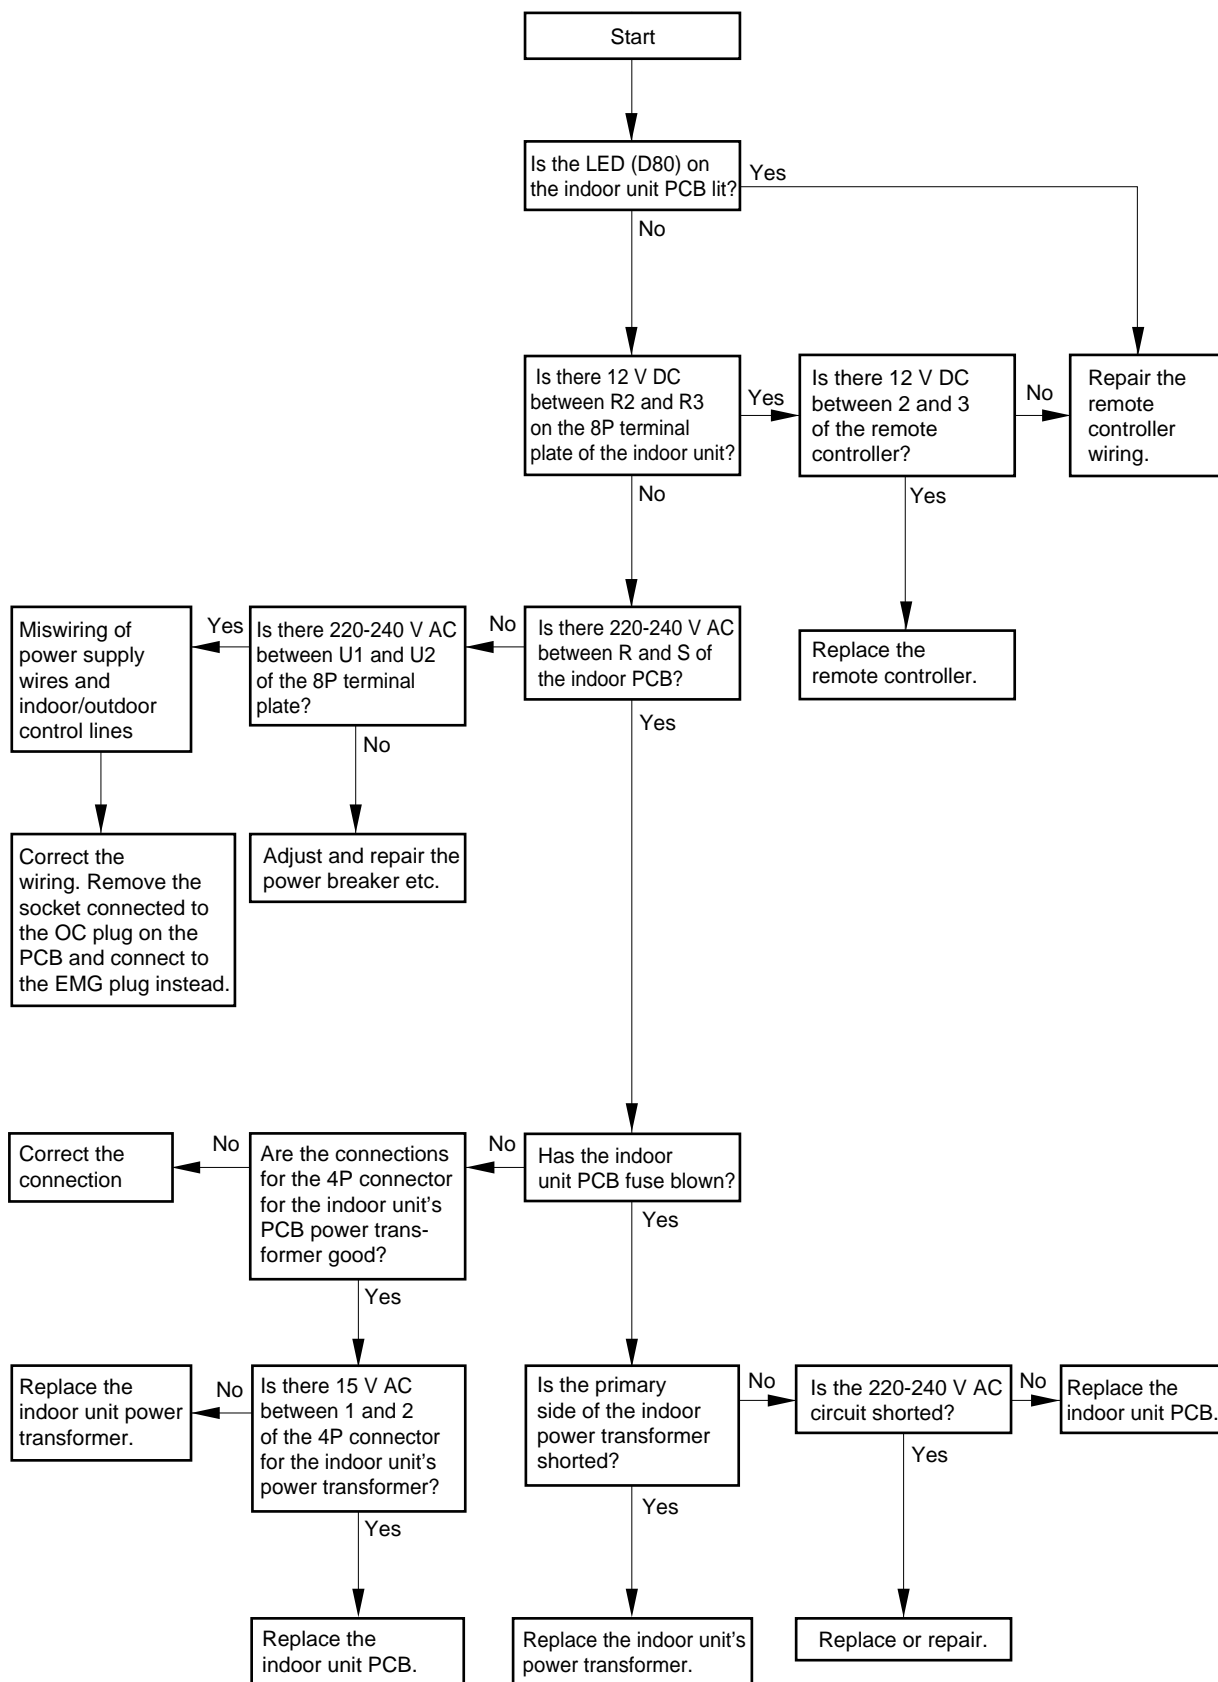 Start
Is the LED (D80) on
the indoor unit PCB lit?
Yes
No
Is there 12 V DC
between R2 and R3
on the 8P terminal
plate of the indoor unit?
Yes
Is there 12 V DC
between 2 and 3
of the remote
controller?
No
Repair the
remote
controller
wiring.
No
Yes
Miswiring of
power supply
wires and
indoor/outdoor
control lines
Yes
Is there 220-240 V AC
between U1 and U2
of the 8P terminal
plate?
No
Is there 220-240 V AC
between R and S of
the indoor PCB?
Replace the
remote controller.
No
Yes
Correct the
wiring. Remove the
socket connected to
the OC plug on the
PCB and connect to
the EMG plug instead.
Adjust and repair the
power breaker etc.
Correct the
connection
No
Are the connections
for the 4P connector
for the indoor unit's
PCB power trans-
former good?
No
Has the indoor
unit PCB fuse blown?
Yes
Yes
Replace the
indoor unit power
transformer.
No
Is there 15 V AC
between 1 and 2
of the 4P connector
for the indoor unit's
power transformer?
Is the primary
side of the indoor
power transformer
shorted?
No
Is the 220-240 V AC
circuit shorted?
No
Replace the
indoor unit PCB.
Yes
Yes
Yes
Replace the
indoor unit PCB.
Replace the indoor unit's
power transformer.
Replace or repair.